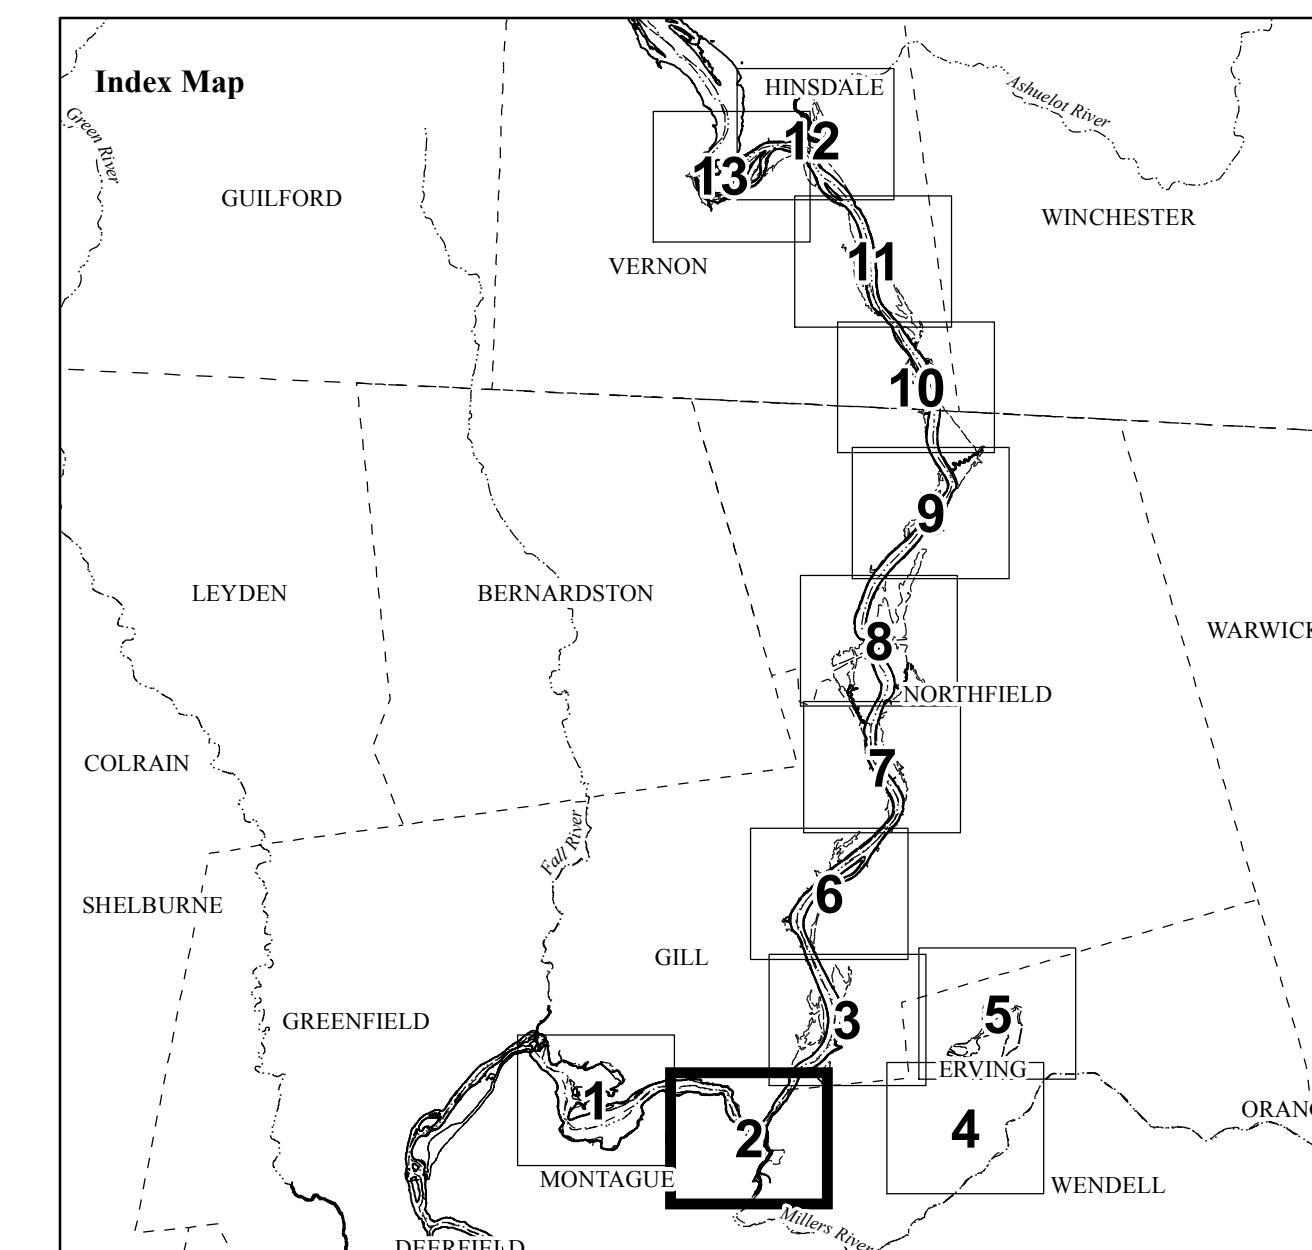 Index Map
HINSDALE
Ashuelot River
Green River
12
13
GUILFORD
WINCHESTER
11
VERNON
10
9
LEYDEN
BERNARDSTON
8
WARWICK
NORTHFIELD
COLRAIN
7
Fall River
6
SHELBURNE
GILL
5
3
GREENFIELD
ERVING
1
ORAN
4
2
MONTAGUE
WENDELL
Millers River
DEERFIELD